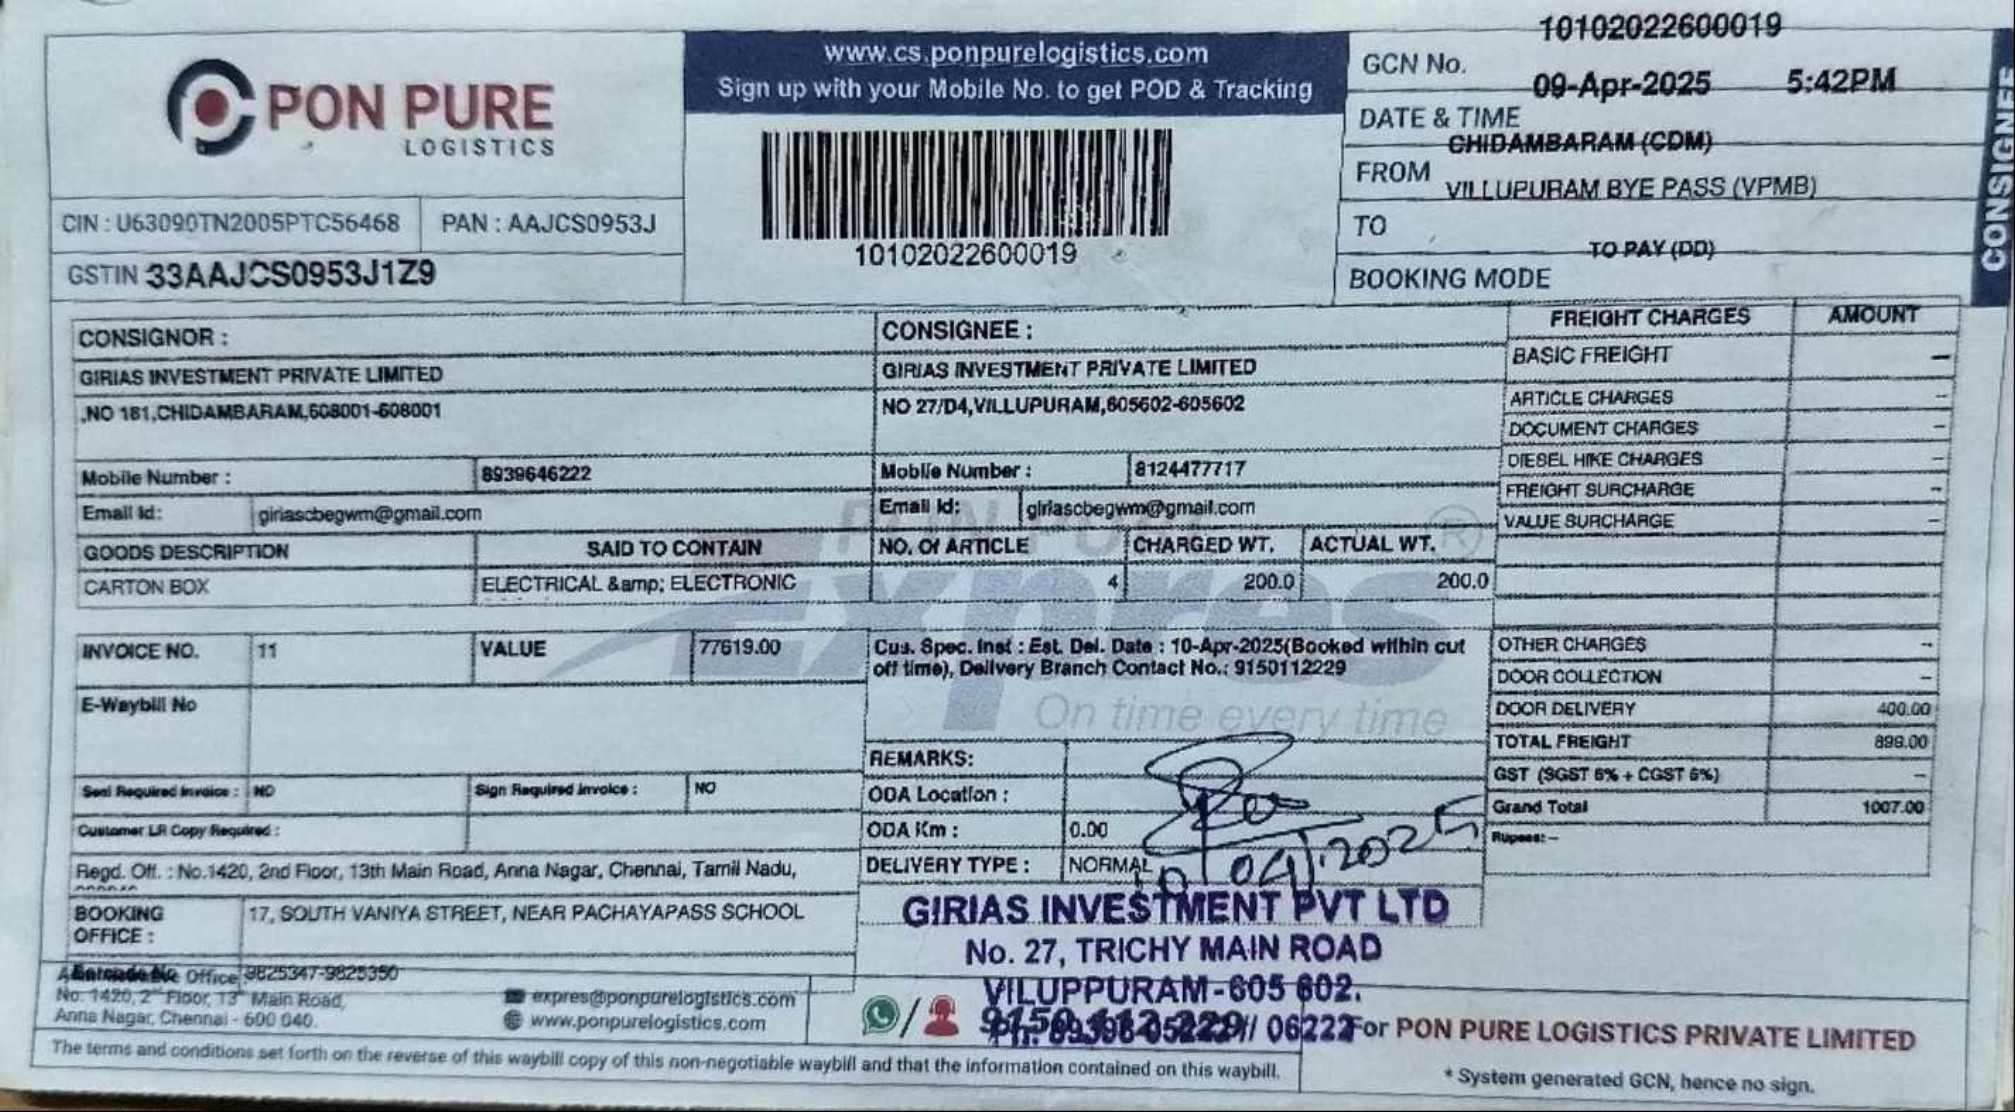 10102022600019
PON PURE
LOGISTICS
www.cs.ponpurelogistics.com
Sign up with your Mobile No. to get POD & Tracking
10102022600019
GCN No.
09-Apr-2025 5:42PM
DATE & TIME
CHIDAMBARAM (CDM)
FROM
VILLUPURAM BYE PASS (VPMB)
TO
TO PAY (DD)
BOOKING MODE
CONSIGNEE
CIN : U63090TN2005PTC56468 PAN : AAJCS0953J
GSTIN 33AAJCS0953J1Z9
CONSIGNOR :
GIRIAS INVESTMENT PRIVATE LIMITED
,NO 181,CHIDAMBARAM,608001-608001
Mobile Number : 8939646222
Email Id: giriascbegwm@gmail.com
CONSIGNEE :
GIRIAS INVESTMENT PRIVATE LIMITED
NO 27/D4,VILLUPURAM,605602-605602
Mobile Number : 8124477717
Email Id: giriascbegwm@gmail.com
GOODS DESCRIPTION SAID TO CONTAIN NO. Of ARTICLE CHARGED WT. ACTUAL WT.
CARTON BOX ELECTRICAL &amp; ELECTRONIC 4 200.0 200.0
INVOICE NO. 11 VALUE 77619.00
E-Waybill No
Cus. Spec. Inst : Est. Del. Date : 10-Apr-2025(Booked within cut
off time), Delivery Branch Contact No.: 9150112229
Expres
On time every time
Seal Required Invoice : NO Sign Required Invoice : NO
Customer LR Copy Required :
REMARKS:
ODA Location :
ODA Km : 0.00
DELIVERY TYPE : NORMAL
04/2025
FREIGHT CHARGES AMOUNT
BASIC FREIGHT –
ARTICLE CHARGES –
DOCUMENT CHARGES –
DIESEL HIKE CHARGES –
FREIGHT SURCHARGE –
VALUE SURCHARGE –
OTHER CHARGES –
DOOR COLLECTION –
DOOR DELIVERY 400.00
TOTAL FREIGHT 899.00
GST (SGST 6% + CGST 6%) –
Grand Total 1007.00
Rupees: –
Regd. Off. : No.1420, 2nd Floor, 13th Main Road, Anna Nagar, Chennai, Tamil Nadu,
BOOKING
OFFICE :
17, SOUTH VANIYA STREET, NEAR PACHAYAPASS SCHOOL
Office 9825347-9825350
No. 1420, 2nd Floor, 13th Main Road,
Anna Nagar, Chennai - 600 040.
expres@ponpurelogistics.com
www.ponpurelogistics.com
GIRIAS INVESTMENT PVT LTD
No. 27, TRICHY MAIN ROAD
VILUPPURAM-605 602.
9150 112 229
Ph: 89396 05222 // 06222
For PON PURE LOGISTICS PRIVATE LIMITED
The terms and conditions set forth on the reverse of this waybill copy of this non-negotiable waybill and that the information contained on this waybill.
* System generated GCN, hence no sign.